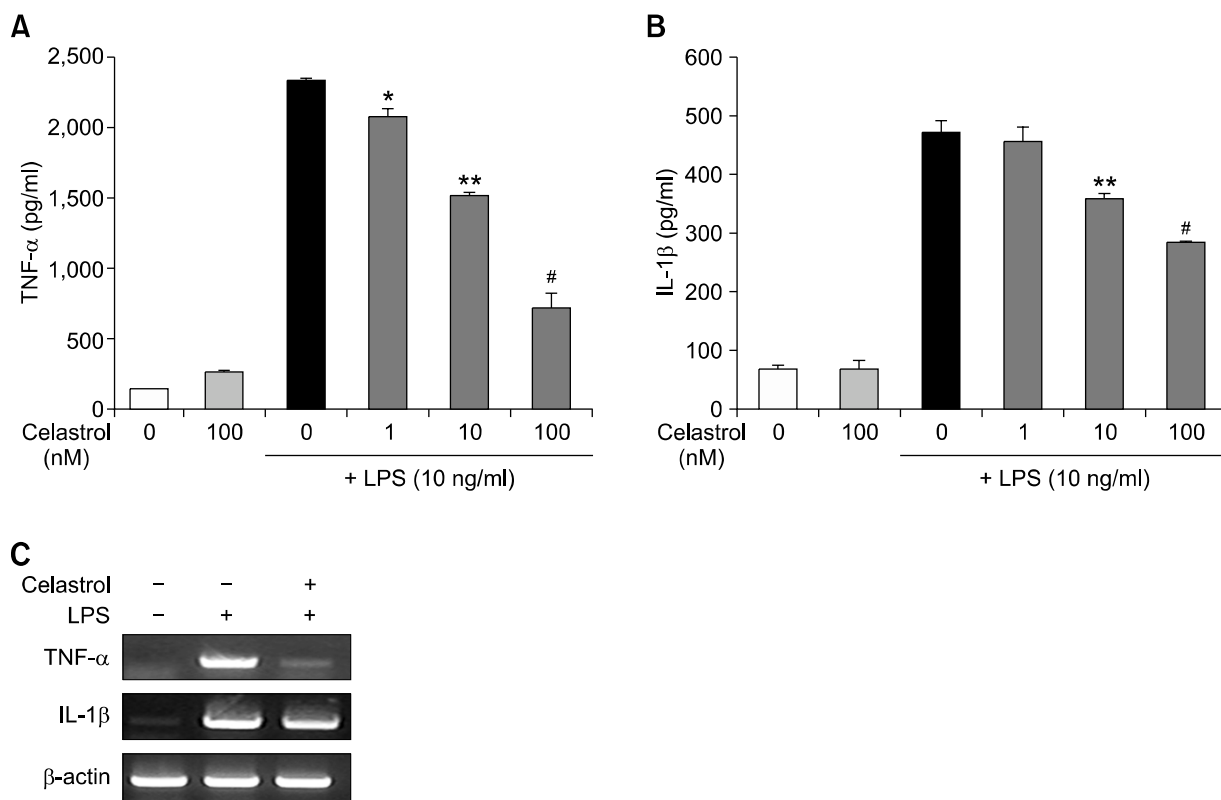 A
2,500
2,000
1,500
1,000
500
0
TNF-α (pg/ml)
*
**
#
Celastrol
(nM)
0 100 0 1 10 100
+ LPS (10 ng/ml)
B
600
500
400
300
200
100
0
IL-1β (pg/ml)
**
#
Celastrol
(nM)
0 100 0 1 10 100
+ LPS (10 ng/ml)
C
Celastrol − − +
LPS − + +
TNF-α
IL-1β
β-actin